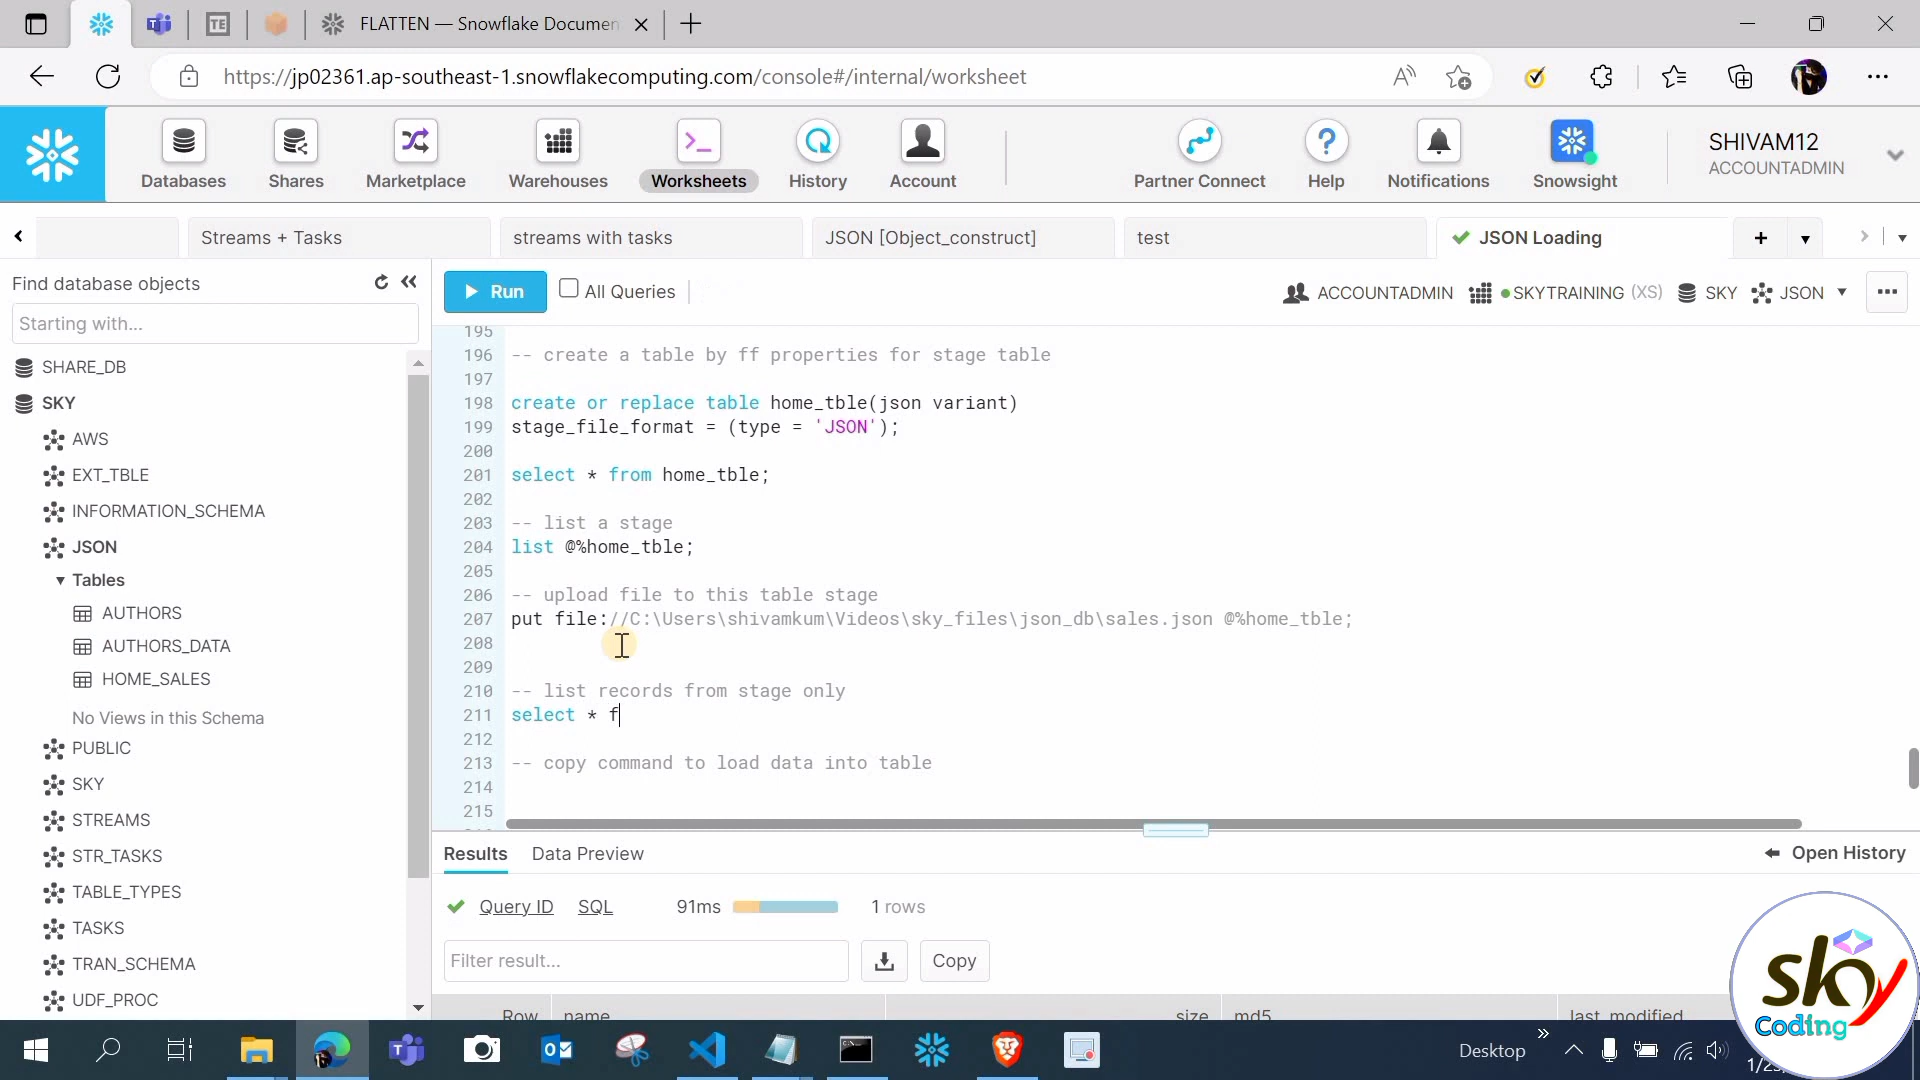 TE
FLATTEN — Snowflake Documen
https://jp02361.ap-southeast-1.snowflakecomputing.com/console#/internal/worksheet
Databases
Shares
Marketplace
Warehouses
Worksheets
History
Account
Partner Connect
Help
Notifications
Snowsight
SHIVAM12
ACCOUNTADMIN
Streams + Tasks
streams with tasks
JSON [Object_construct]
test
JSON Loading
Find database objects
Starting with...
SHARE_DB
SKY
AWS
EXT_TBLE
INFORMATION_SCHEMA
JSON
Tables
AUTHORS
AUTHORS_DATA
HOME_SALES
No Views in this Schema
PUBLIC
SKY
STREAMS
STR_TASKS
TABLE_TYPES
TASKS
TRAN_SCHEMA
UDF_PROC
Run
All Queries
ACCOUNTADMIN
SKYTRAINING (XS)
SKY
JSON
195
196 -- create a table by ff properties for stage table
197
198 create or replace table home_tble(json variant)
199 stage_file_format = (type = 'JSON');
200
201 select * from home_tble;
202
203 -- list a stage
204 list @%home_tble;
205
206 -- upload file to this table stage
207 put file://C:\Users\shivamkum\Videos\sky_files\json_db\sales.json @%home_tble;
208
209
210 -- list records from stage only
211 select * f
212
213 -- copy command to load data into table
214
215
Results
Data Preview
Open History
Query ID
SQL
91ms
1 rows
Filter result...
Copy
Row
name
size
md5
last_modified
sky
Coding
Desktop